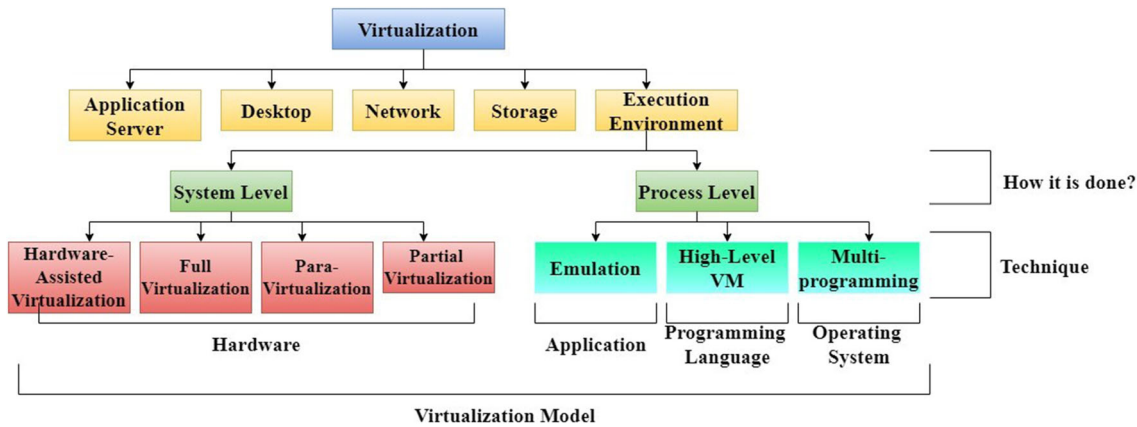 Virtualization
Application
Server
Desktop
Network
Storage
Execution
Environment
System Level
Process Level
How it is done?
Hardware-
Assisted
Virtualization
Full
Virtualization
Para-
Virtualization
Partial
Virtualization
Emulation
High-Level
VM
Multi-
programming
Technique
Hardware
Application
Programming
Language
Operating
System
Virtualization Model